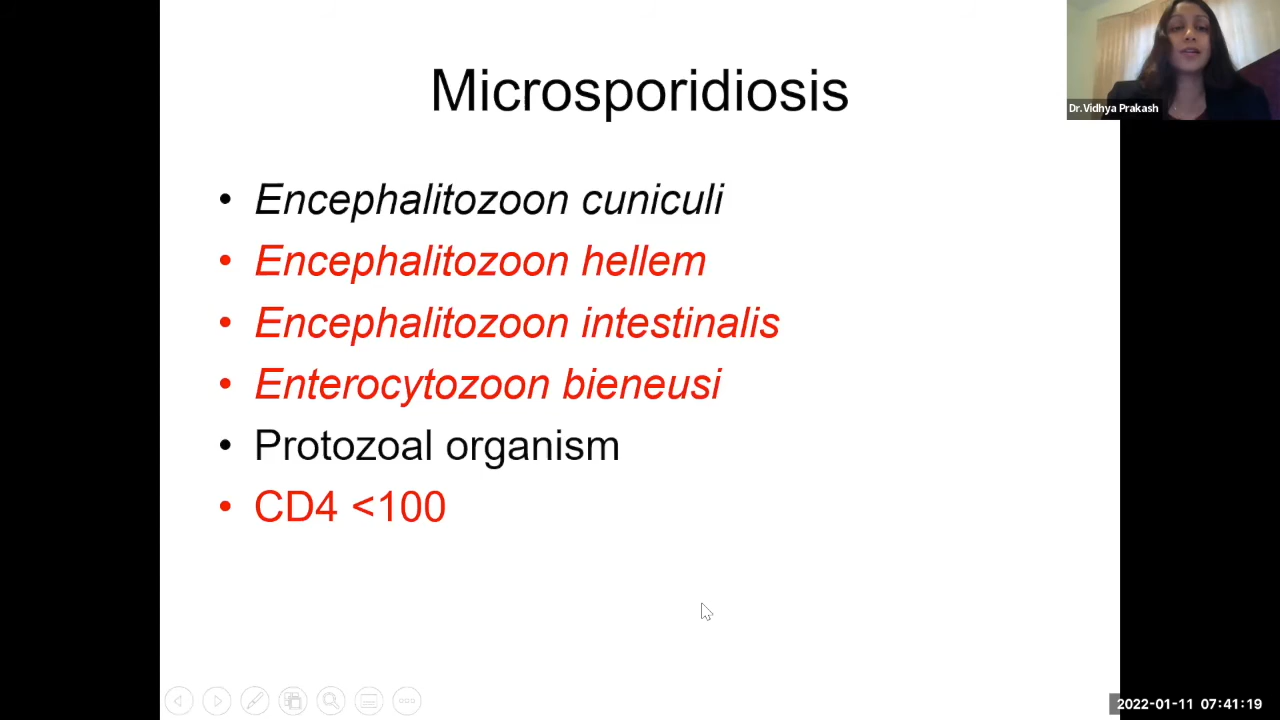 Microsporidiosis
Dr.Vidhya Prakash
• Encephalitozoon cuniculi
• Encephalitozoon hellem
• Encephalitozoon intestinalis
• Enterocytozoon bieneusi
• Protozoal organism
• CD4 <100
2022-01-11 07:41:19